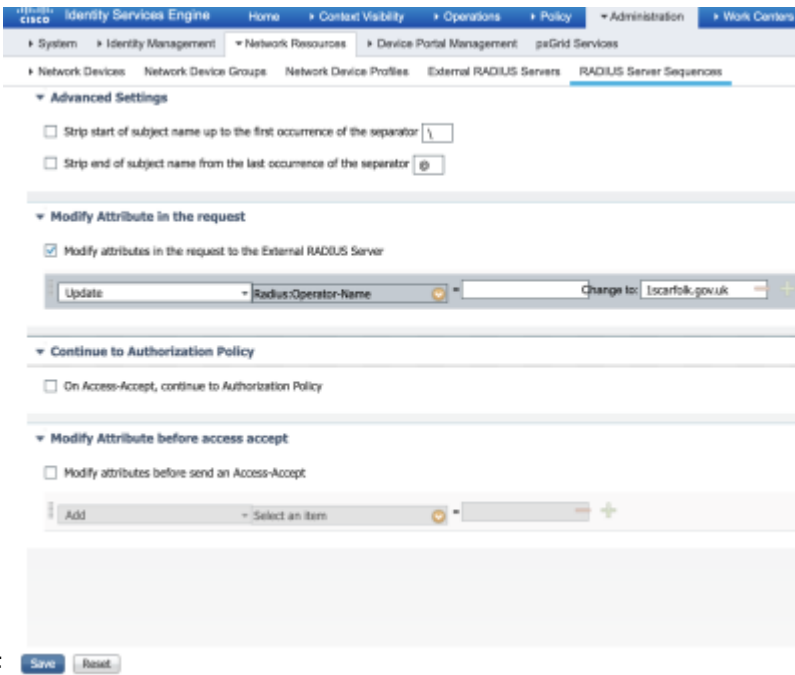 cisco Identity Services Engine Home Context Visibility Operations Policy Administration Work Centers
System Identity Management Network Resources Device Portal Management pxGrid Services
Network Devices Network Device Groups Network Device Profiles External RADIUS Servers RADIUS Server Sequences
Advanced Settings
Strip start of subject name up to the first occurrence of the separator \
Strip end of subject name from the last occurrence of the separator @
Modify Attribute in the request
Modify attributes in the request to the External RADIUS Server
Update Radius:Operator-Name = Change to: 1scarfolk.gov.uk
Continue to Authorization Policy
On Access-Accept, continue to Authorization Policy
Modify Attribute before access accept
Modify attributes before send an Access-Accept
Add Select an item =
: Save Reset